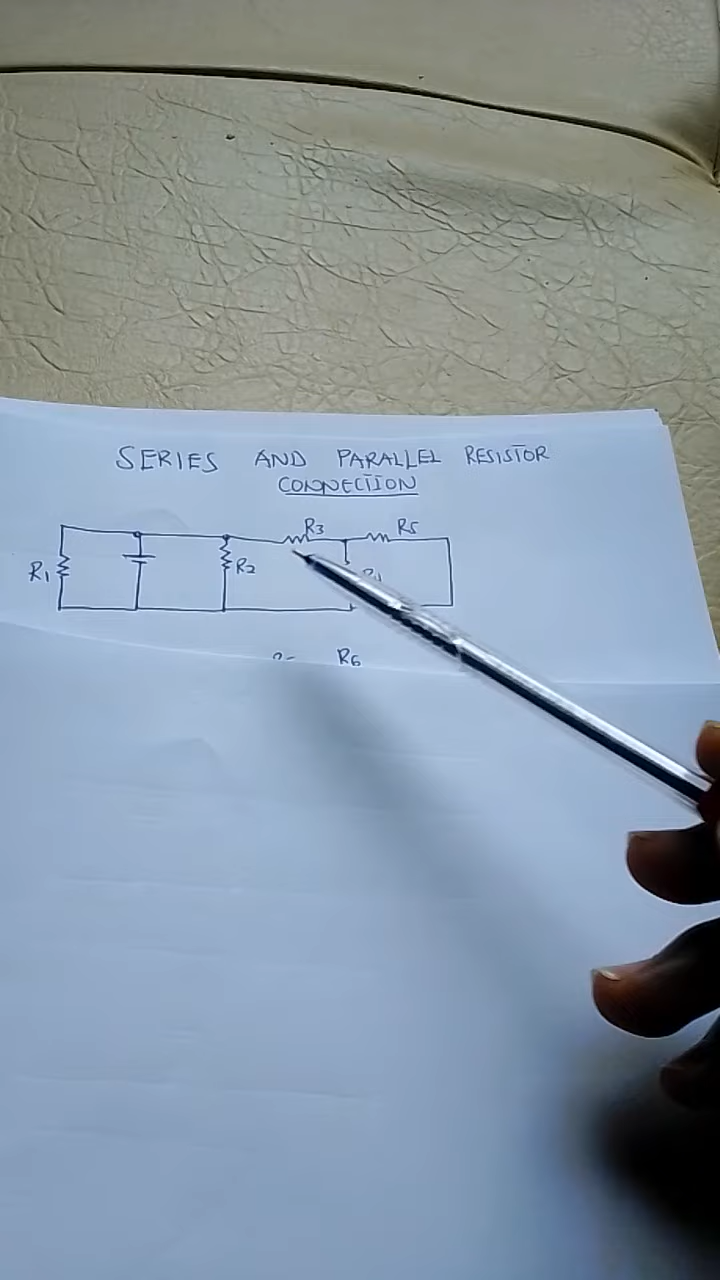 SERIES AND PARALLEL RESISTOR
CONNECTION
R3 R5
R1 R2
R6